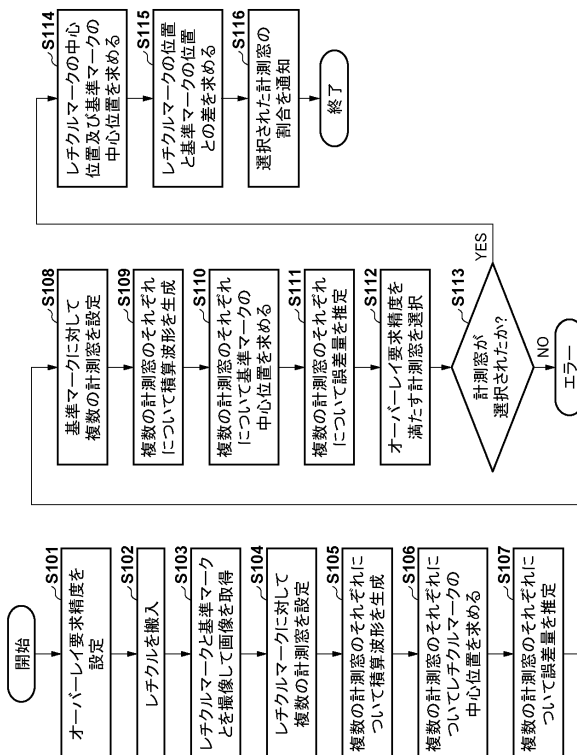 開始
S101
オーバーレイ要求精度を
設定
S102
レチクルを搬入
S103
レチクルマークと基準マーク
とを撮像して画像を取得
S104
レチクルマークに対して
複数の計測窓を設定
S105
複数の計測窓のそれぞれに
ついて積算波形を生成
S106
複数の計測窓のそれぞれに
ついてレチクルマークの
中心位置を求める
S107
複数の計測窓のそれぞれに
ついて誤差量を推定
S108
基準マークに対して
複数の計測窓を設定
S109
複数の計測窓のそれぞれ
について積算波形を生成
S110
複数の計測窓のそれぞれ
について基準マークの
中心位置を求める
S111
複数の計測窓のそれぞれ
について誤差量を推定
S112
オーバーレイ要求精度を
満たす計測窓を選択
S113
計測窓が
選択されたか?
YES
NO
エラー
S114
レチクルマークの中心
位置及び基準マークの
中心位置を求める
S115
レチクルマークの位置
と基準マークの位置
との差を求める
S116
選択された計測窓の
割合を通知
終了